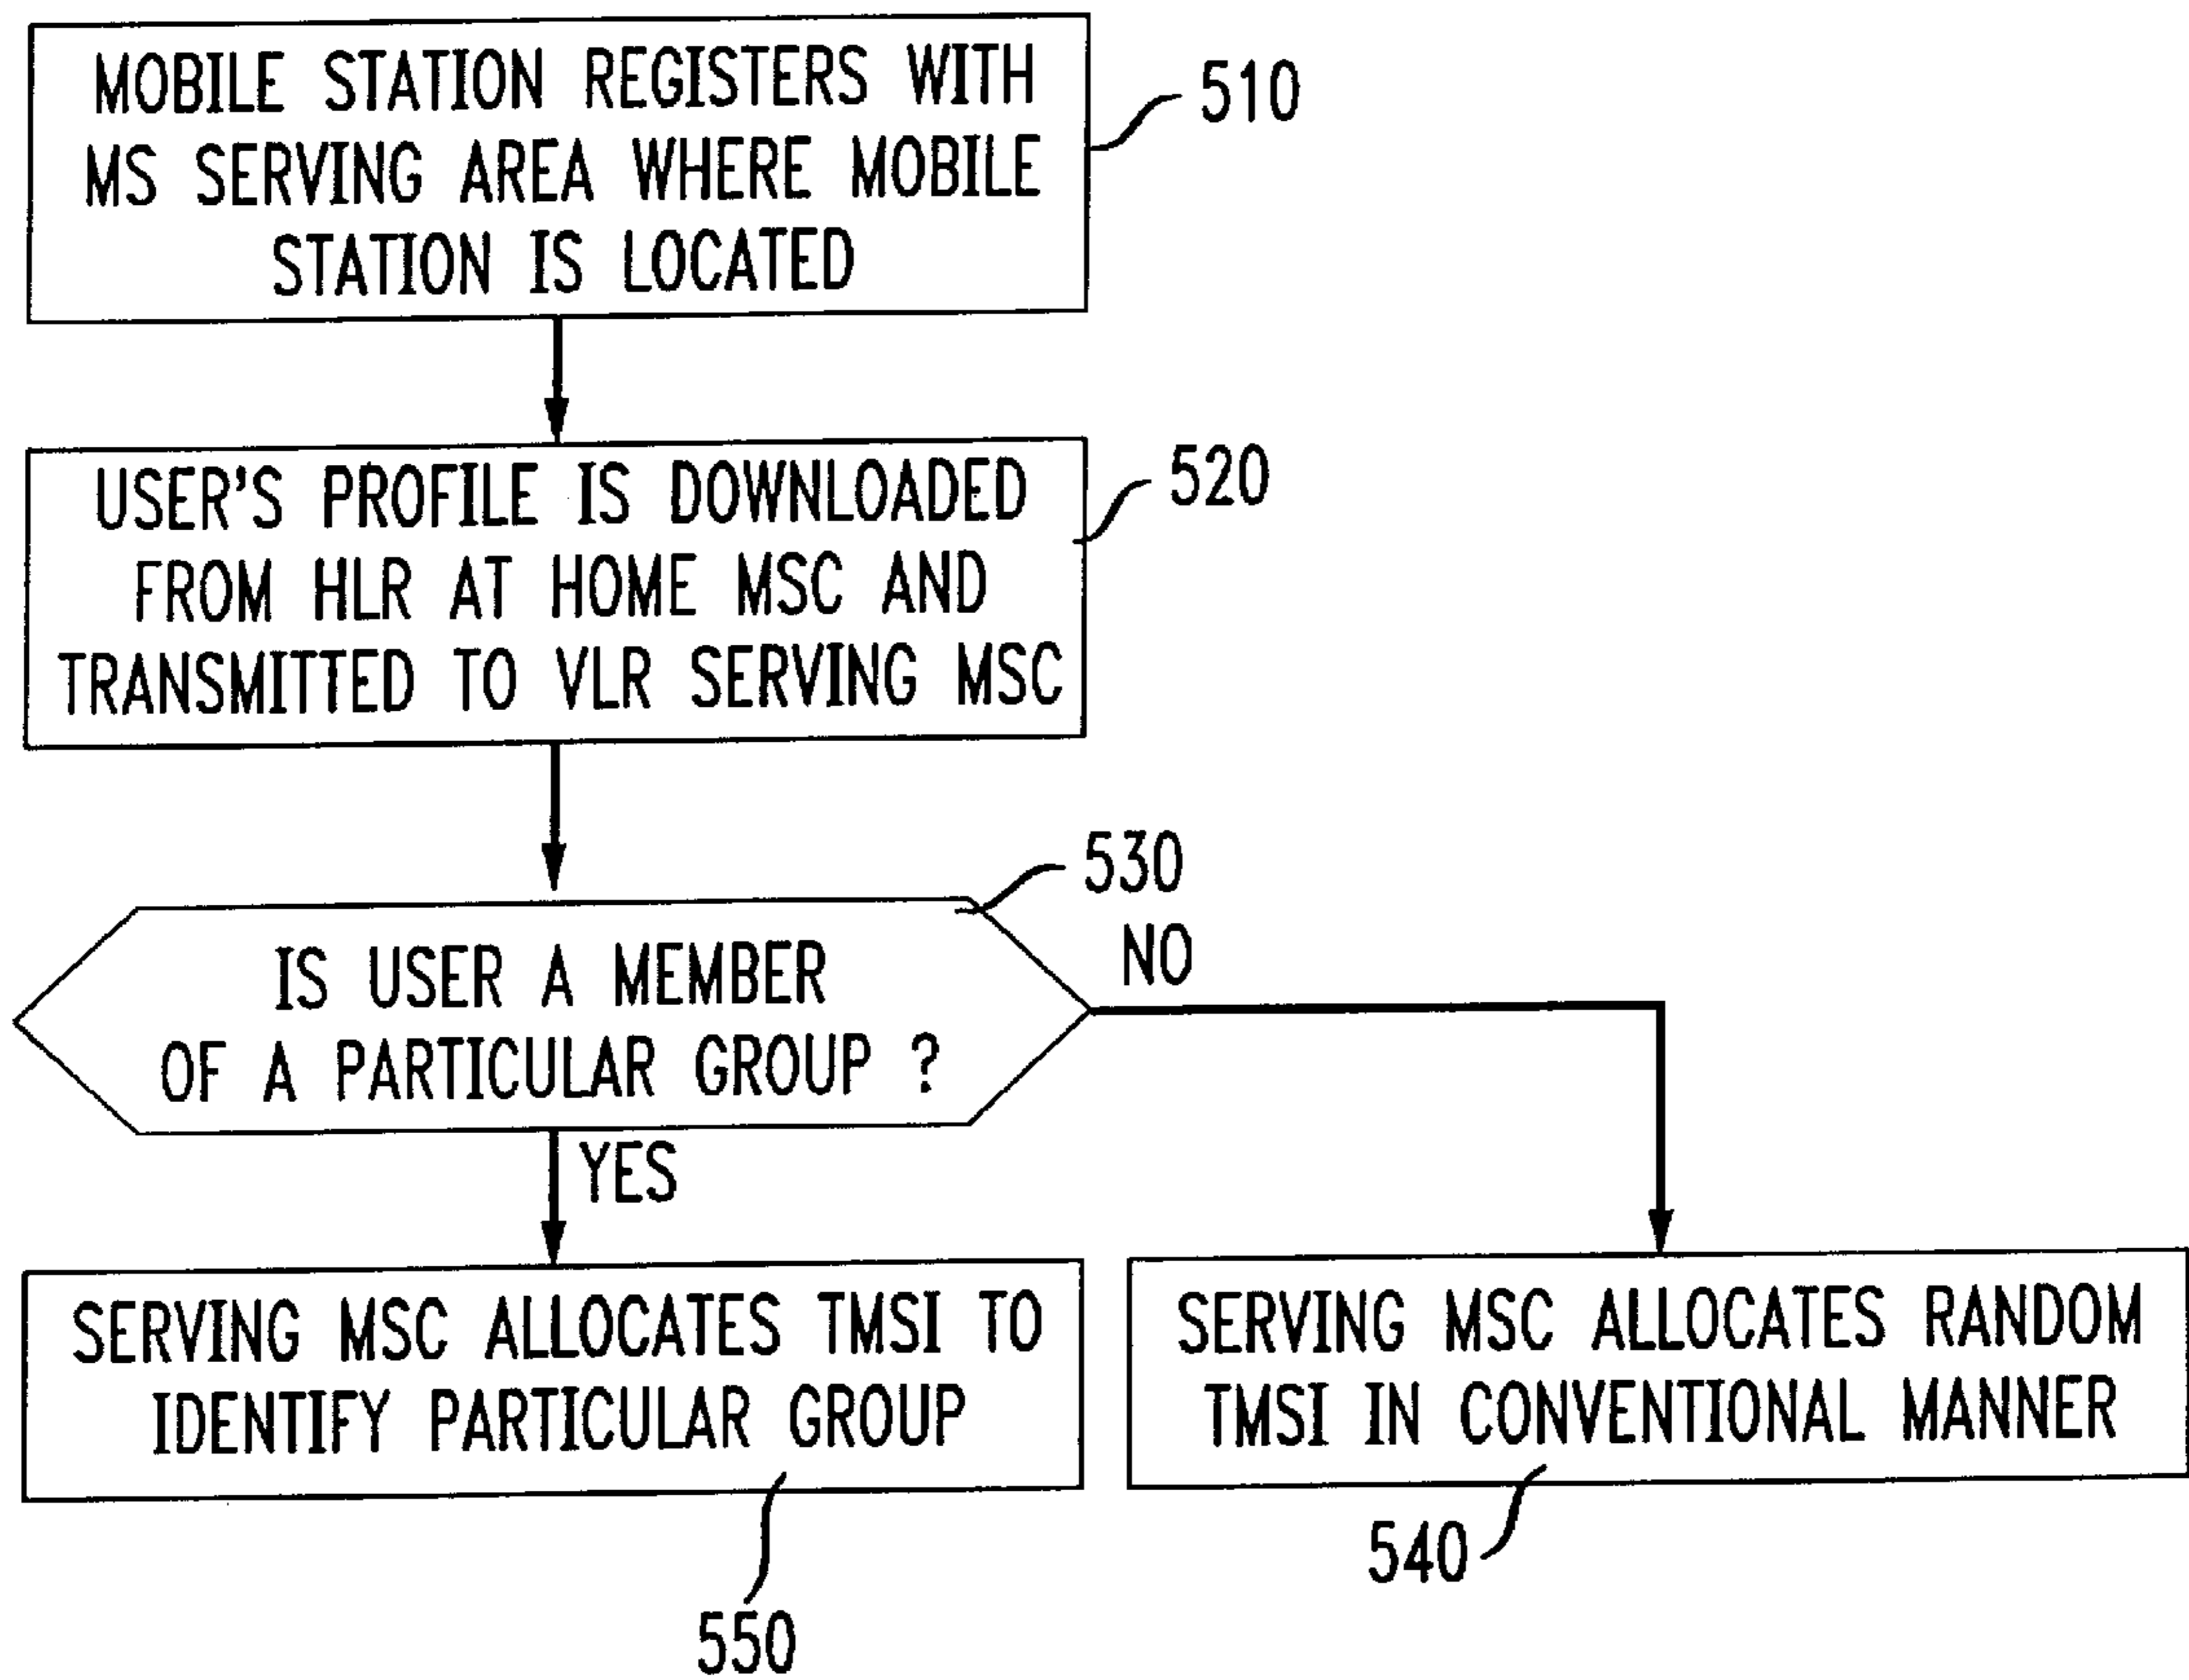 MOBILE STATION REGISTERS WITH
MS SERVING AREA WHERE MOBILE
STATION IS LOCATED
510
USER'S PROFILE IS DOWNLOADED
FROM HLR AT HOME MSC AND
TRANSMITTED TO VLR SERVING MSC
520
530
IS USER A MEMBER
OF A PARTICULAR GROUP ?
NO
YES
SERVING MSC ALLOCATES TMSI TO
IDENTIFY PARTICULAR GROUP
550
SERVING MSC ALLOCATES RANDOM
TMSI IN CONVENTIONAL MANNER
540